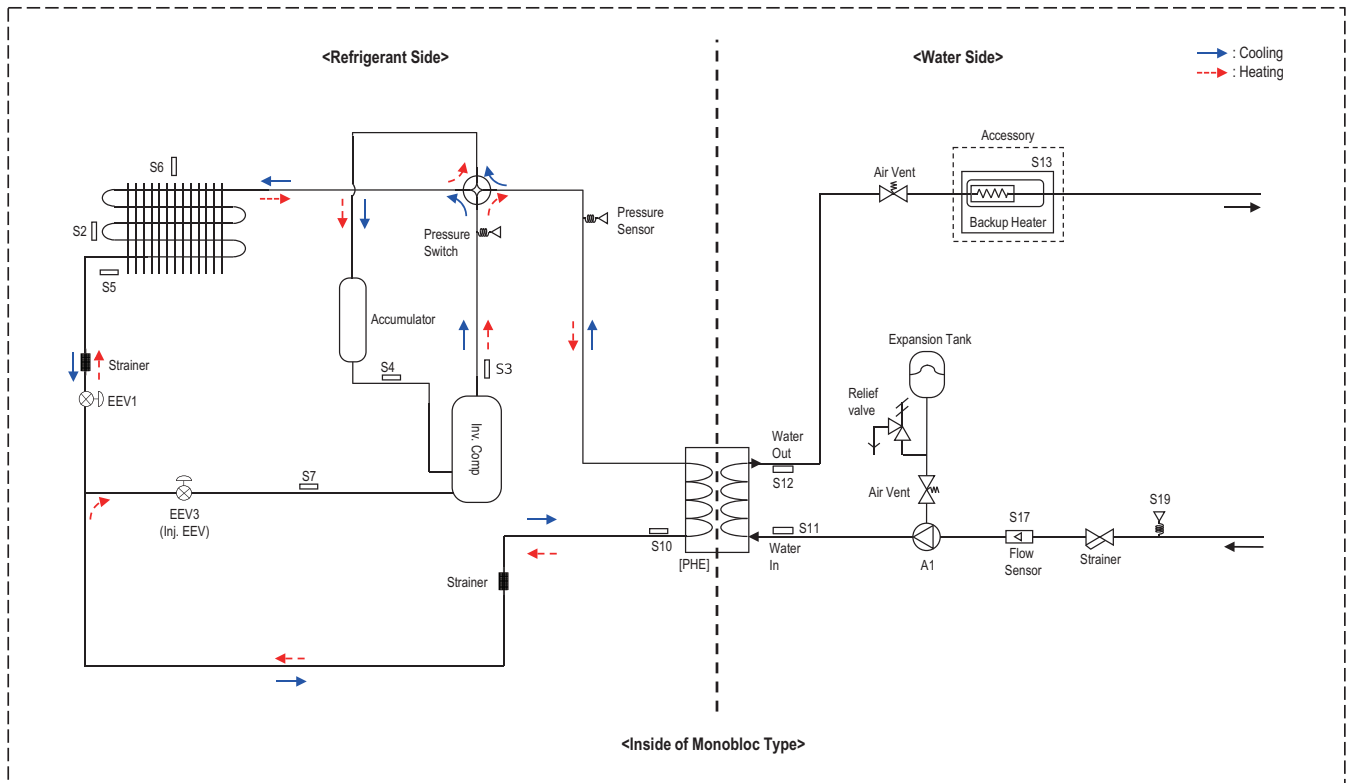 <Refrigerant Side>
<Water Side>
: Cooling
: Heating
Accessory
S13
Air Vent
Backup Heater
S6
S2
S5
Pressure
Switch
Pressure
Sensor
Accumulator
Strainer
S4
S3
EEV1
Inv. Comp
Expansion Tank
Relief
valve
S7
EEV3
(Inj. EEV)
Water
Out
S12
Air Vent
S19
S10
S11
S17
[PHE]
Water
In
A1
Flow
Sensor
Strainer
Strainer
<Inside of Monobloc Type>